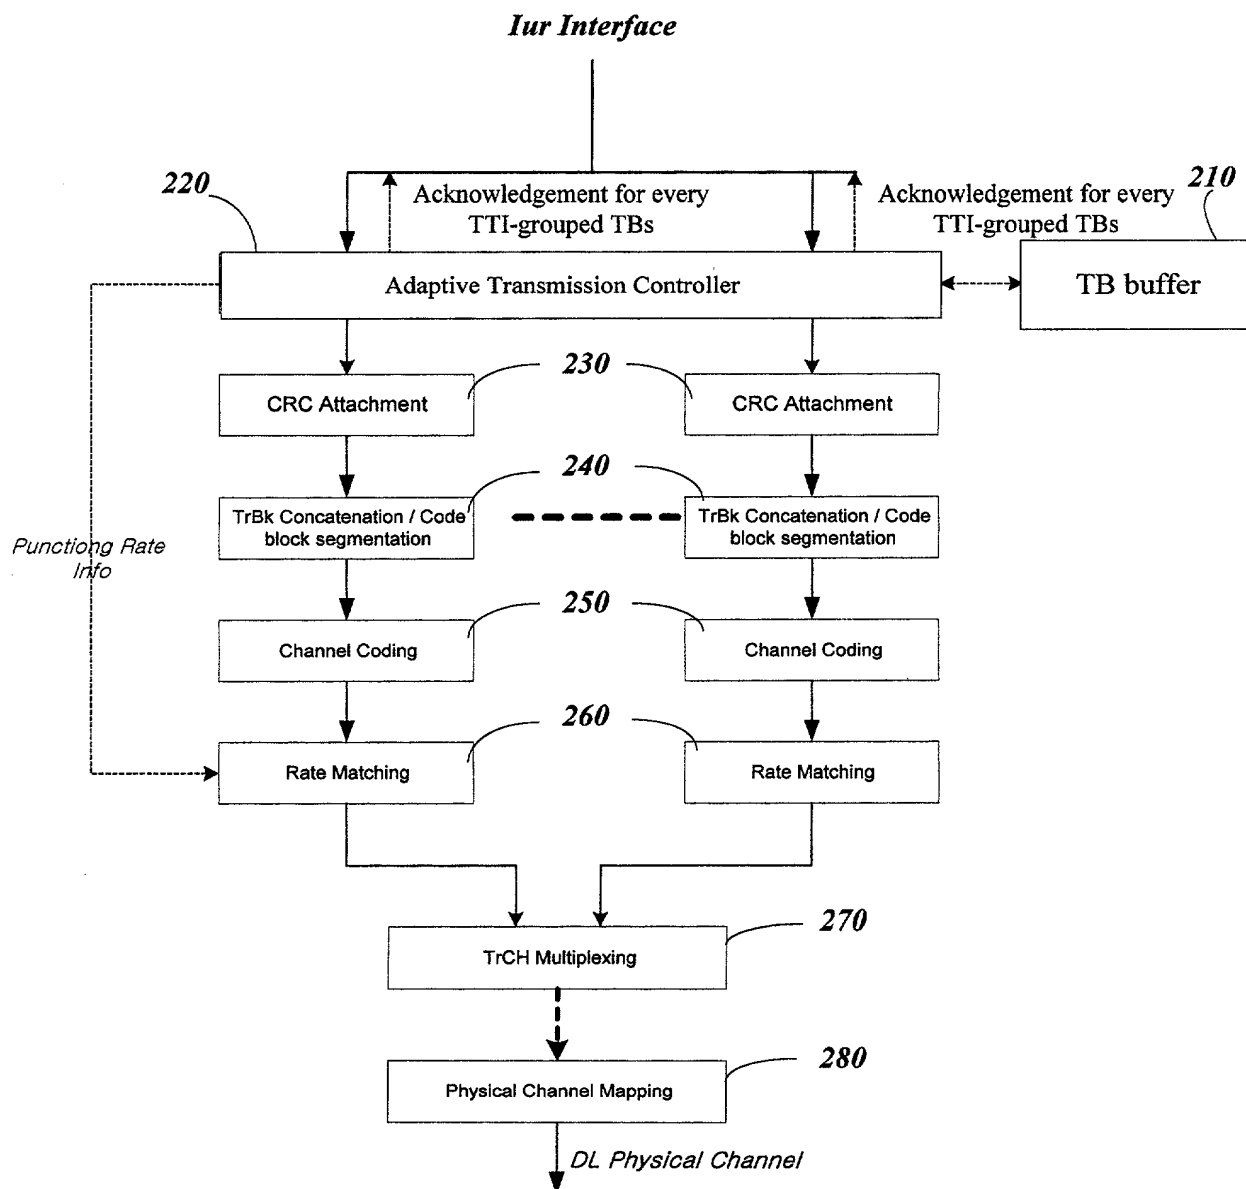 Iur Interface
220
Acknowledgement for every
TTI-grouped TBs
Acknowledgement for every
TTI-grouped TBs
210
Adaptive Transmission Controller
TB buffer
230
CRC Attachment
CRC Attachment
240
TrBk Concatenation / Code
block segmentation
TrBk Concatenation / Code
block segmentation
Punctiong Rate
Info
250
Channel Coding
Channel Coding
260
Rate Matching
Rate Matching
270
TrCH Multiplexing
280
Physical Channel Mapping
DL Physical Channel